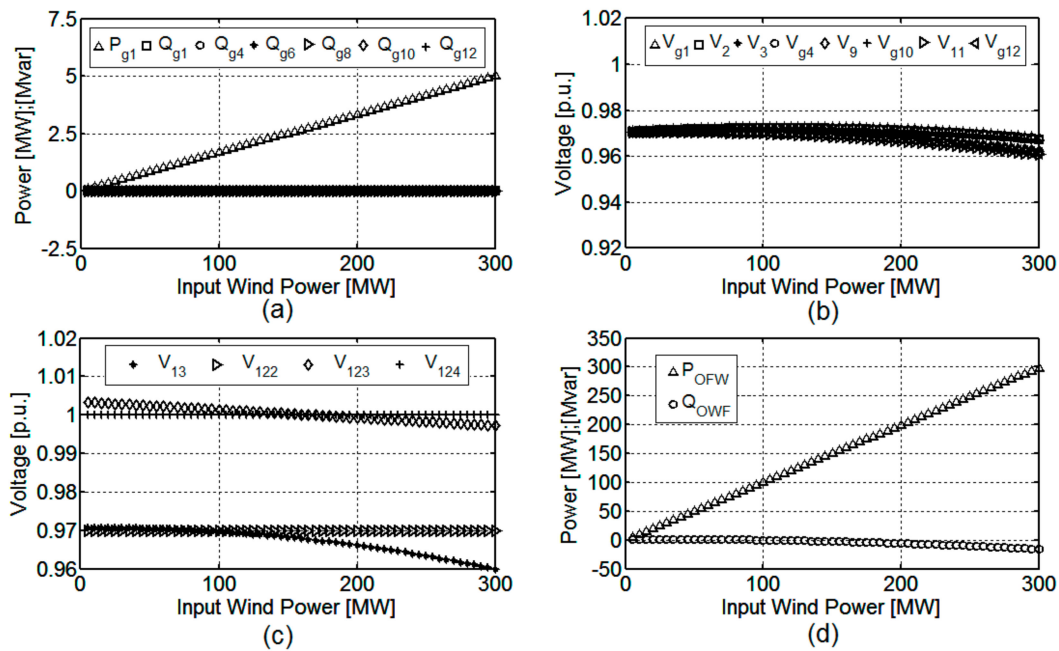 P_g1 Q_g1 Q_g4 Q_g6 Q_g8 Q_g10 Q_g12
7.5
5
2.5
0
-2.5
Power [MW];[Mvar]
0 100 200 300
Input Wind Power [MW]
(a)
V_g1 V_2 V_3 V_g4 V_9 V_g10 V_11 V_g12
1.02
1
0.98
0.96
0.94
0.92
Voltage [p.u.]
0 100 200 300
Input Wind Power [MW]
(b)
V_13 V_122 V_123 V_124
1.02
1.01
1
0.99
0.98
0.97
0.96
Voltage [p.u.]
0 100 200 300
Input Wind Power [MW]
(c)
P_OFW
Q_OWF
350
300
250
200
150
100
50
0
-50
Power [MW];[Mvar]
0 100 200 300
Input Wind Power [MW]
(d)